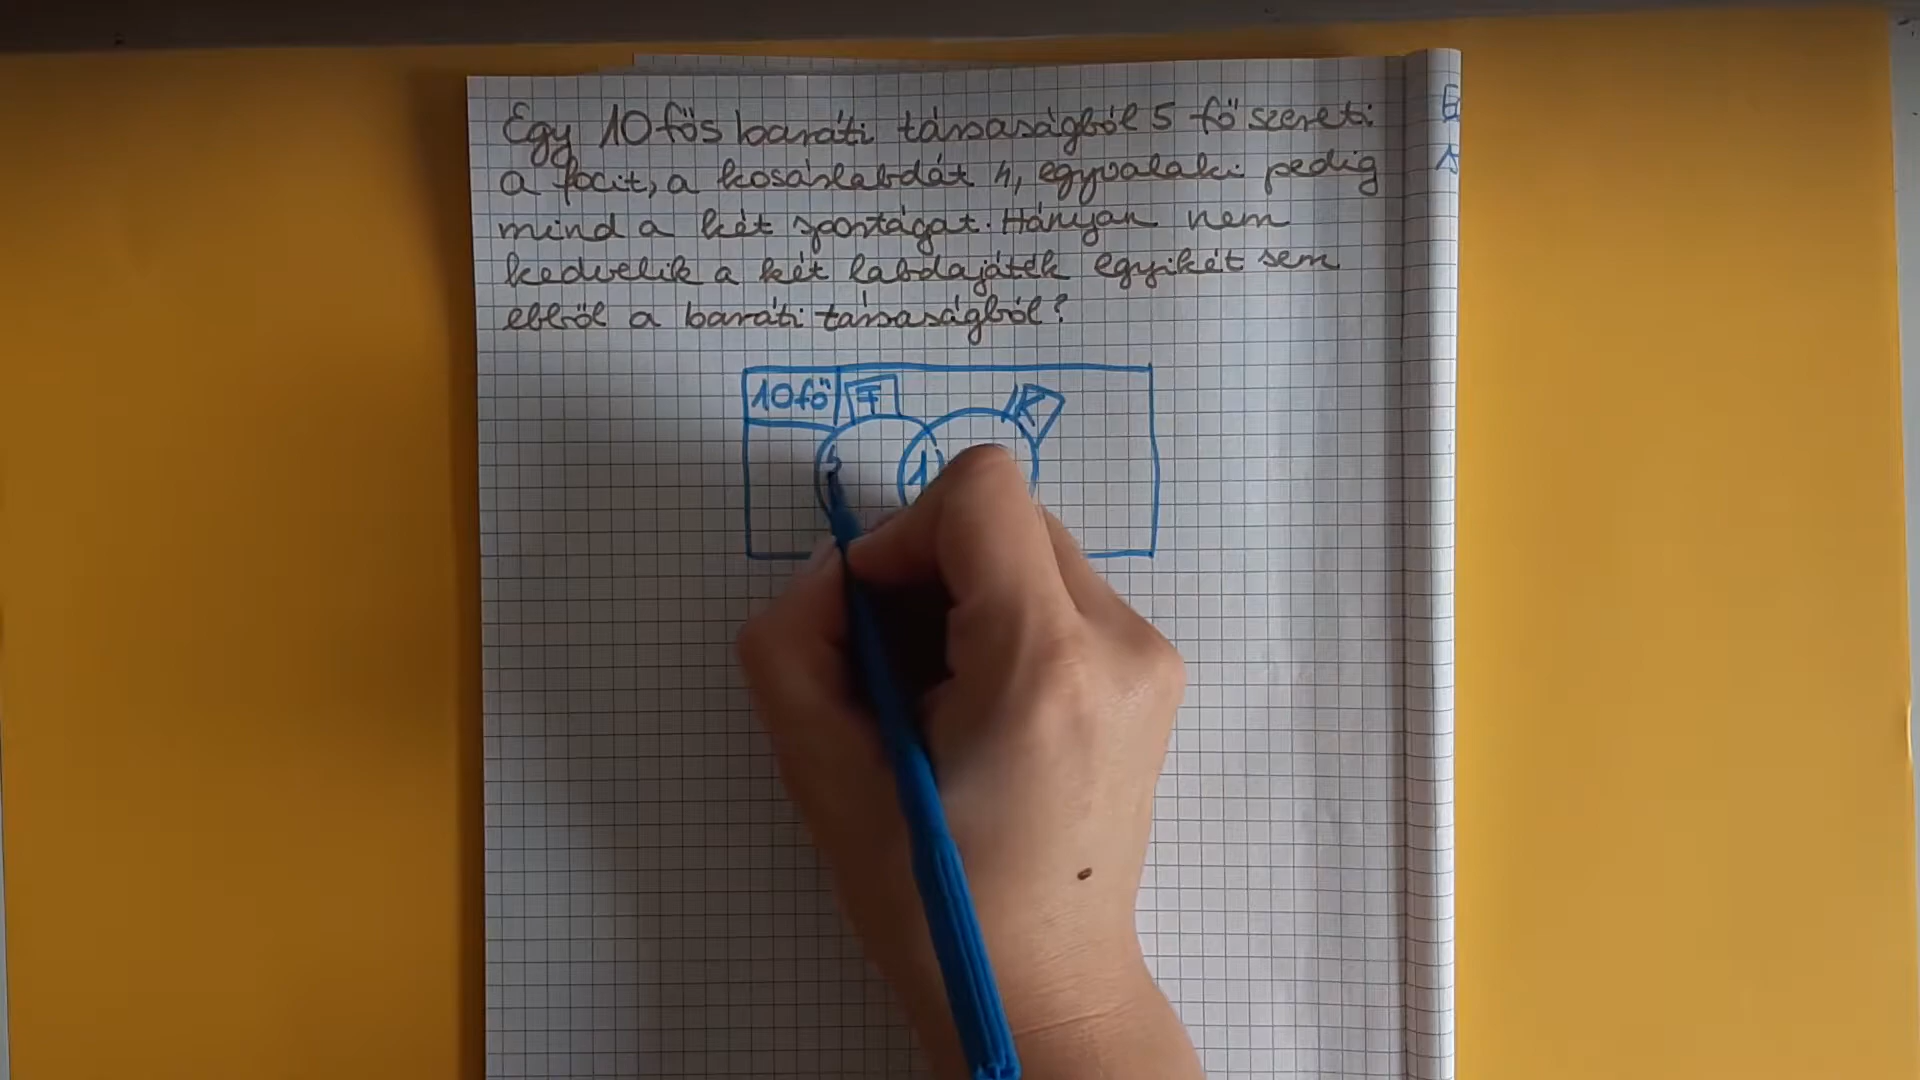 Egy 10 fős baráti társaságból 5 fő szereti
a focit, a kosárlabdát 4, egyvalaki pedig
mind a két sportágat. Hányan nem
kedvelik a két labdajáték egyikét sem
ebből a baráti társaságból?
10 fő F K
5 1